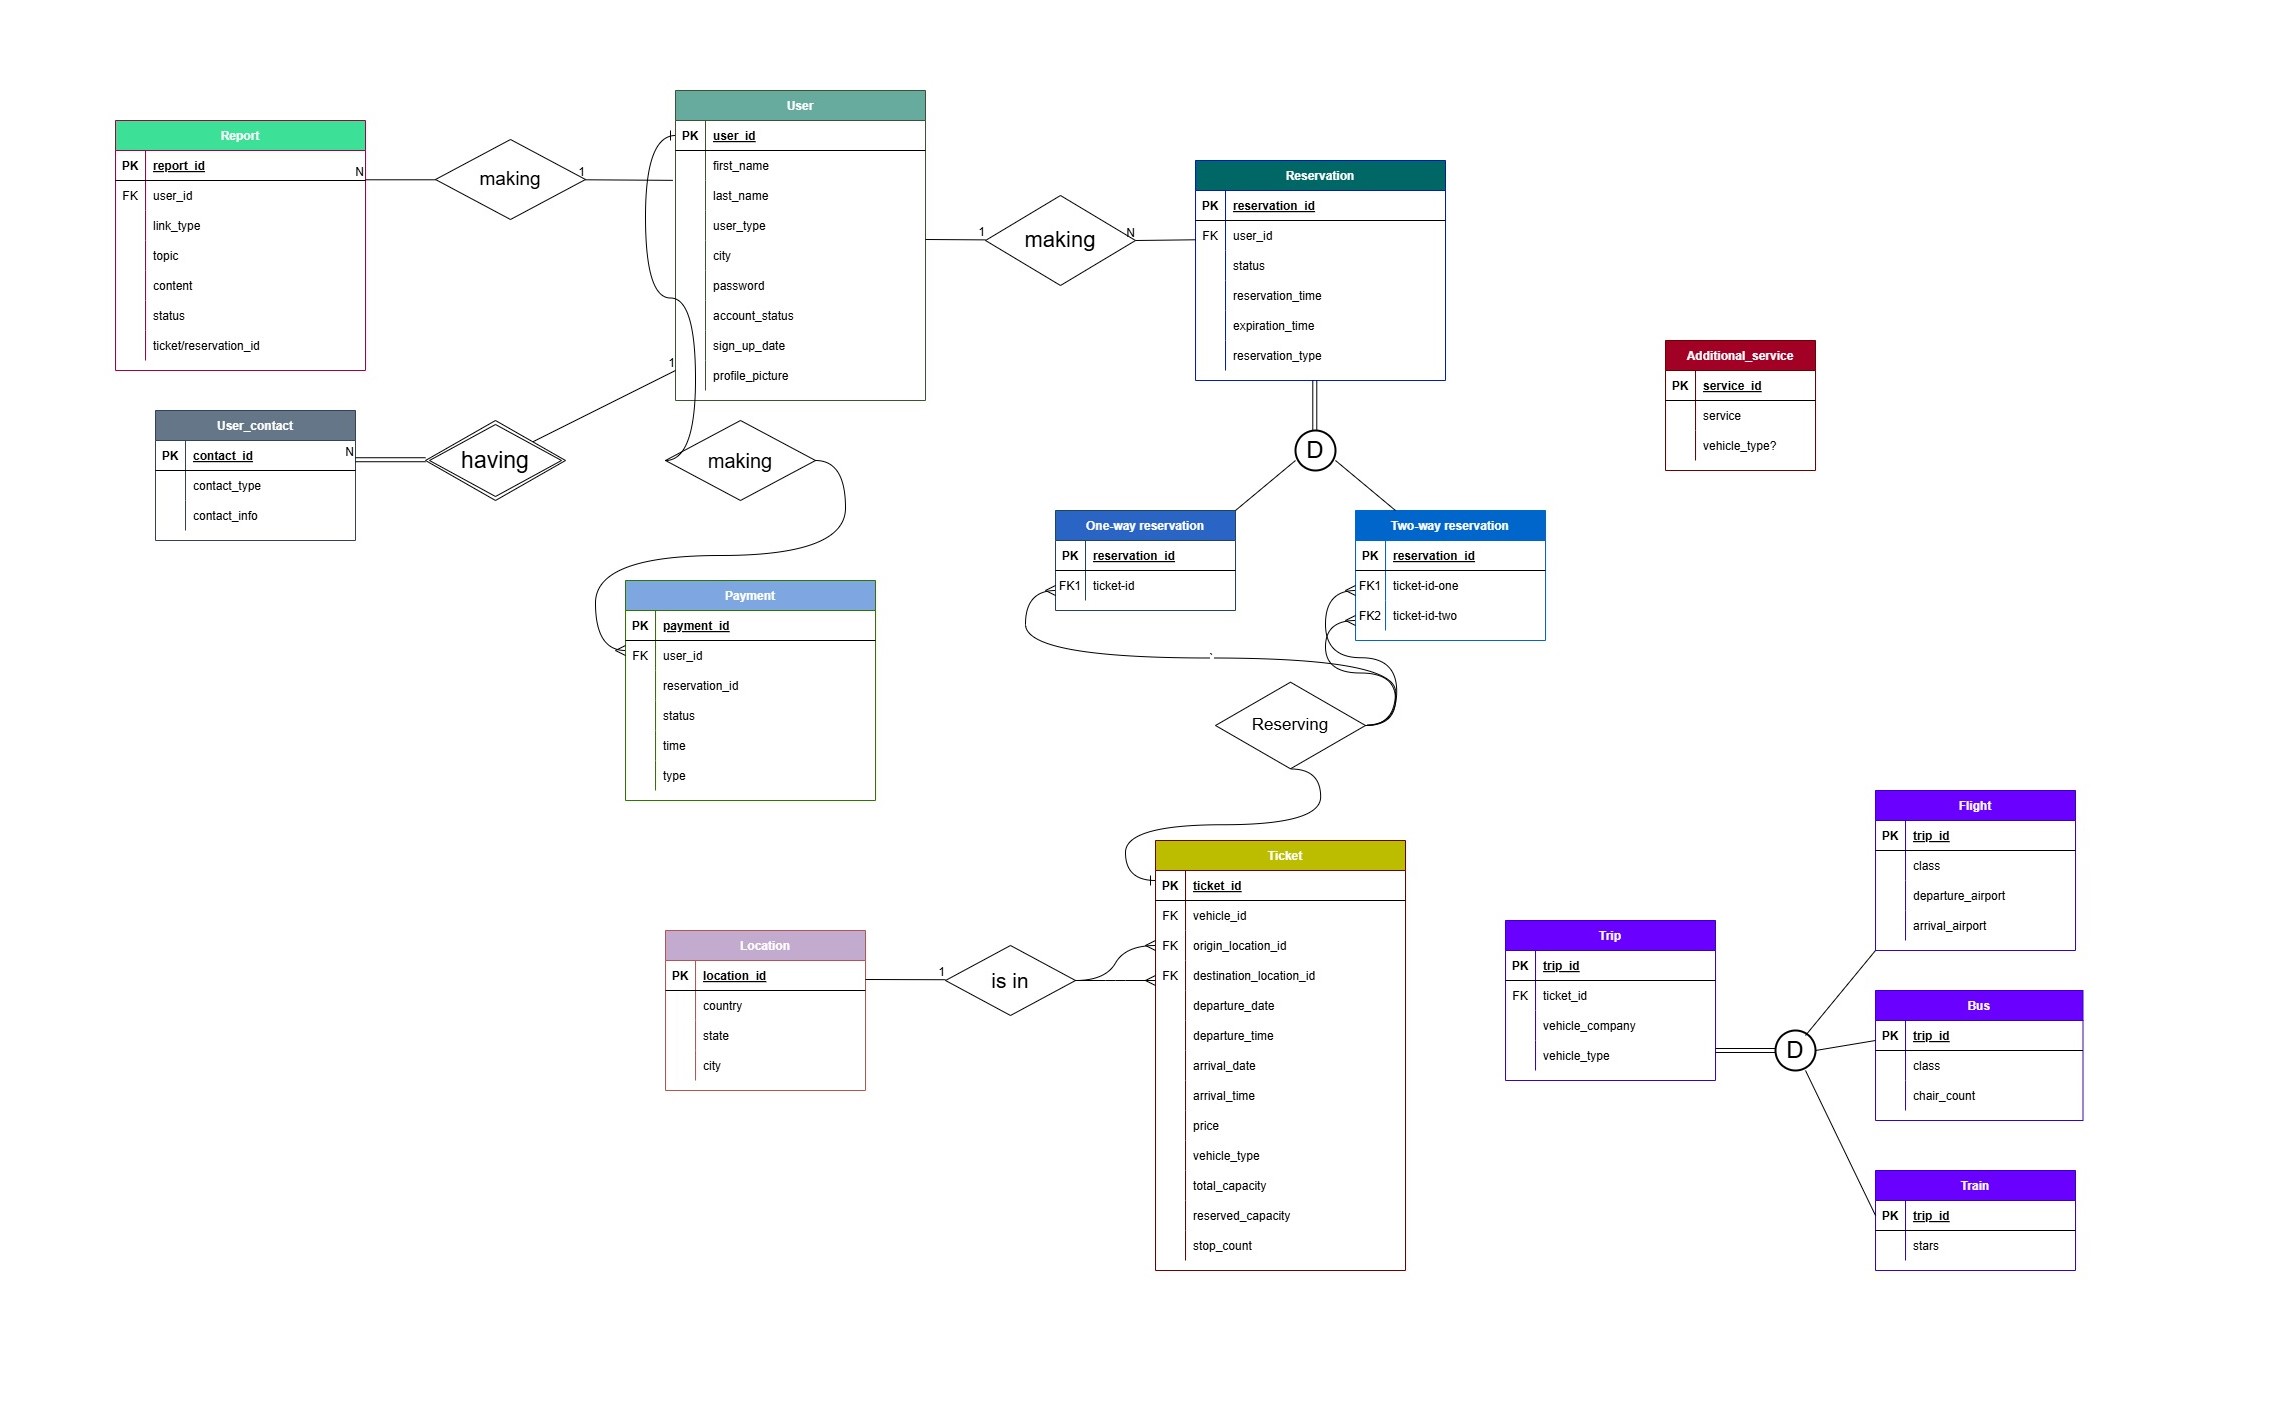 User
PK user_id
first_name
last_name
user_type
city
password
account_status
sign_up_date
profile_picture
Report
PK report_id
FK user_id
link_type
topic
content
status
ticket/reservation_id
N
making
1
1
making
N
Reservation
PK reservation_id
FK user_id
status
reservation_time
expiration_time
reservation_type
Additional_service
PK service_id
service
vehicle_type?
User_contact
PK contact_id
contact_type
contact_info
N
having
1
making
D
One-way reservation
PK reservation_id
FK1 ticket-id
Two-way reservation
PK reservation_id
FK1 ticket-id-one
FK2 ticket-id-two
Payment
PK payment_id
FK user_id
reservation_id
status
time
type
`
Reserving
Ticket
PK ticket_id
FK vehicle_id
FK origin_location_id
FK destination_location_id
departure_date
departure_time
arrival_date
arrival_time
price
vehicle_type
total_capacity
reserved_capacity
stop_count
Location
PK location_id
country
state
city
1
is in
Trip
PK trip_id
FK ticket_id
vehicle_company
vehicle_type
D
Flight
PK trip_id
class
departure_airport
arrival_airport
Bus
PK trip_id
class
chair_count
Train
PK trip_id
stars